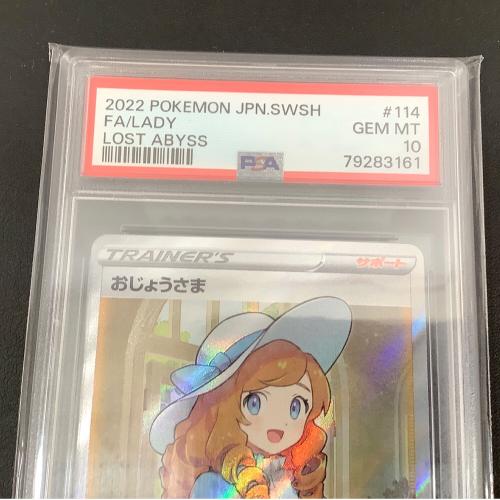 2022 POKEMON JPN.SWSH #114
FA/LADY GEM MT
LOST ABYSS 10
PSA 79283161
TRAINER'S サポート
おじょうさま